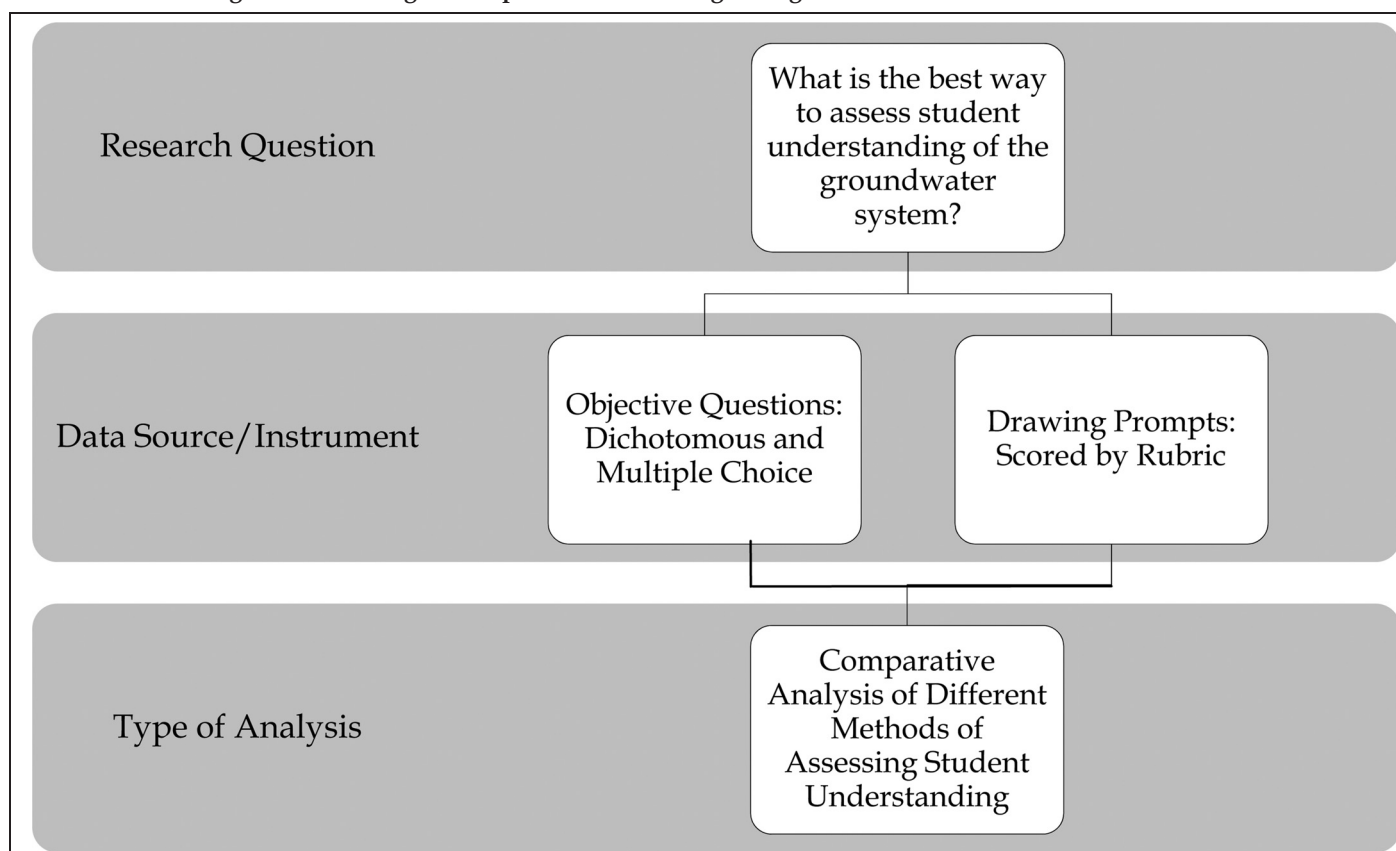 Research Question
What is the best way
to assess student
understanding of the
groundwater
system?
Data Source/Instrument
Objective Questions:
Dichotomous and
Multiple Choice
Drawing Prompts:
Scored by Rubric
Type of Analysis
Comparative
Analysis of Different
Methods of
Assessing Student
Understanding